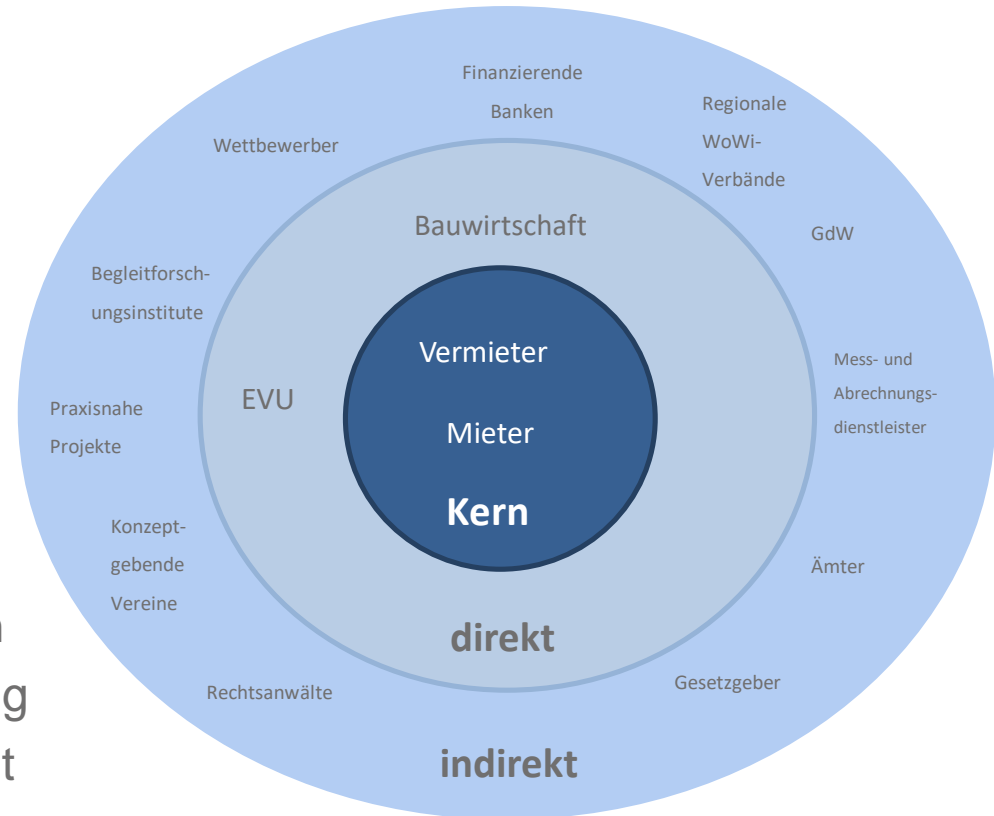 Finanzierende
Banken
Regionale
WoWi-
Verbände
Wettbewerber
GdW
Bauwirtschaft
Begleitforsch-
ungsinstitute
Vermieter
Mieter
Kern
EVU
Mess- und
Abrechnungs-
dienstleister
Praxisnahe
Projekte
Konzept-
gebende
Vereine
Ämter
direkt
Rechtsanwälte
Gesetzgeber
indirekt
g
t